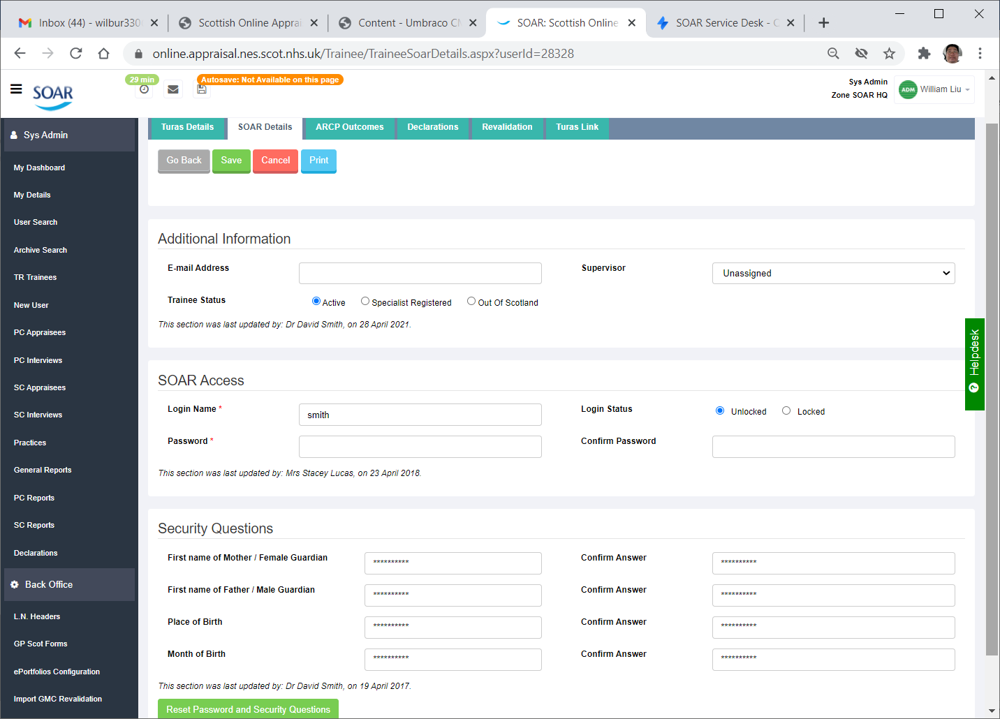 Inbox (44) - wilbur330
Scottish Online Apprai
Content - Umbraco CM
SOAR: Scottish Online
SOAR Service Desk - C
online.appraisal.nes.scot.nhs.uk/Trainee/TraineeSoarDetails.aspx?userId=28328
SOAR
29 min
Autosave: Not Available on this page
Sys Admin
Zone SOAR HQ
ADM
William Liu
Sys Admin
My Dashboard
My Details
User Search
Archive Search
TR Trainees
New User
PC Appraisees
PC Interviews
SC Appraisees
SC Interviews
Practices
General Reports
PC Reports
SC Reports
Declarations
Back Office
L.N. Headers
GP Scot Forms
ePortfolios Configuration
Import GMC Revalidation
Turas Details
SOAR Details
ARCP Outcomes
Declarations
Revalidation
Turas Link
Go Back
Save
Cancel
Print
Additional Information
E-mail Address
Supervisor
Unassigned
Trainee Status
Active
Specialist Registered
Out Of Scotland
This section was last updated by: Dr David Smith, on 28 April 2021.
SOAR Access
Login Name *
smith
Login Status
Unlocked
Locked
Password *
Confirm Password
This section was last updated by: Mrs Stacey Lucas, on 23 April 2018.
Security Questions
First name of Mother / Female Guardian
**********
Confirm Answer
**********
First name of Father / Male Guardian
**********
Confirm Answer
**********
Place of Birth
**********
Confirm Answer
**********
Month of Birth
**********
Confirm Answer
**********
This section was last updated by: Dr David Smith, on 19 April 2017.
Reset Password and Security Questions
Helpdesk